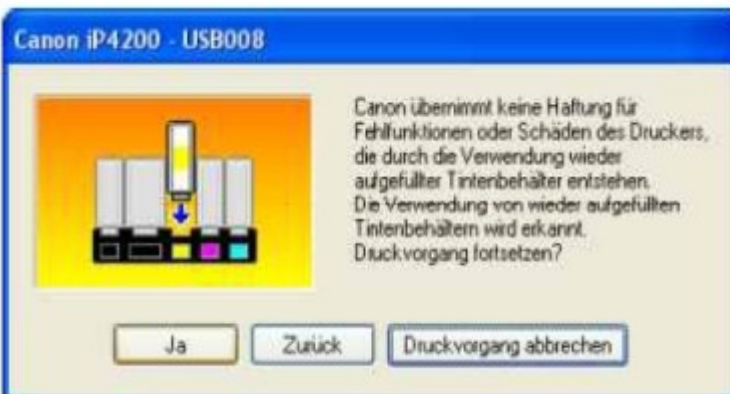 Canon iP4200 - USB008
Canon übernimmt keine Haftung für
Fehlfunktionen oder Schäden des Druckers,
die durch die Verwendung wieder
aufgefüllter Tintenbehälter entstehen.
Die Verwendung von wieder aufgefüllten
Tintenbehältern wird erkannt.
Druckvorgang fortsetzen?
Ja Zurück Druckvorgang abbrechen